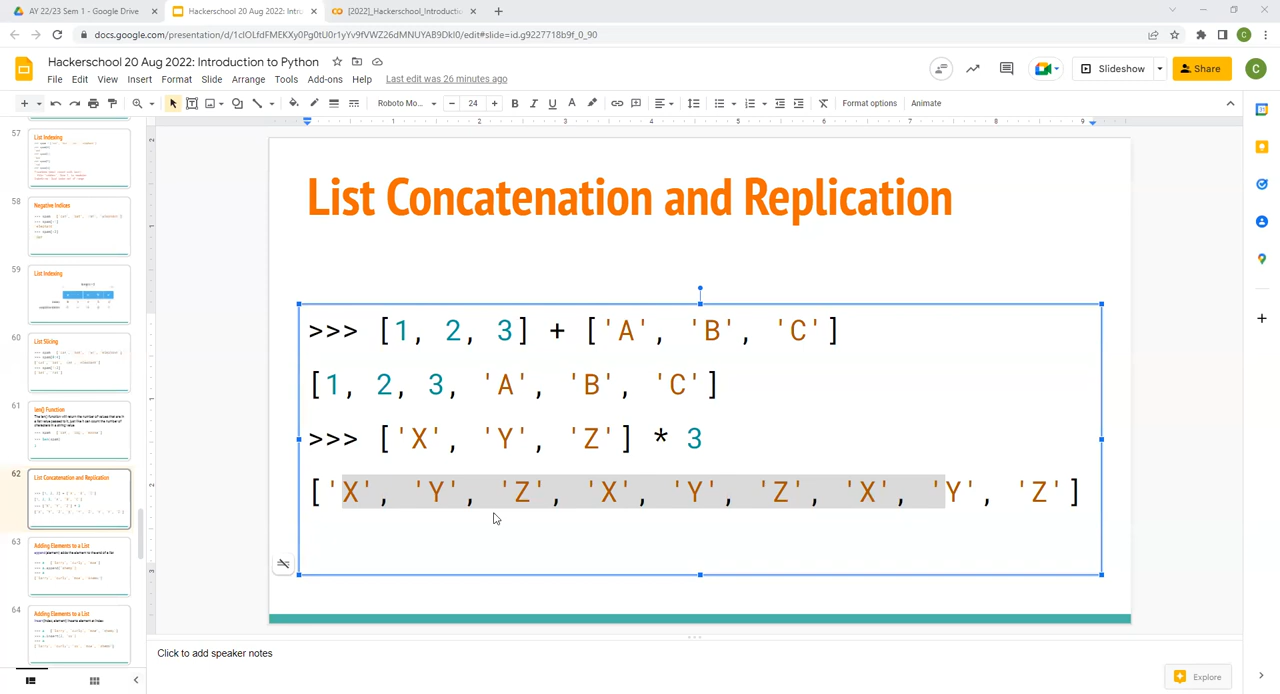 AY 22/23 Sem 1 - Google Drive
Hackerschool 20 Aug 2022: Intro
[2022]_Hackerschool_Introductio
docs.google.com/presentation/d/1clOLfdFMEKXy0Pg0tU0r1yYv9fVWZ26dMNUYAB9DkI0/edit#slide=id.g9227718b9f_0_90
Hackerschool 20 Aug 2022: Introduction to Python
File Edit View Insert Format Slide Arrange Tools Add-ons Help Last edit was 26 minutes ago
Slideshow
Share
C
Roboto Mo... 24 B I U A Format options Animate
57
List Indexing
58
Negative Indices
59
List Indexing
60
List Slicing
61
len() Function
62
List Concatenation and Replication
63
Adding Elements to a List
64
Adding Elements to a List
List Concatenation and Replication
>>> [1, 2, 3] + ['A', 'B', 'C']
[1, 2, 3, 'A', 'B', 'C']
>>> ['X', 'Y', 'Z'] * 3
['X', 'Y', 'Z', 'X', 'Y', 'Z', 'X', 'Y', 'Z']
Click to add speaker notes
Explore